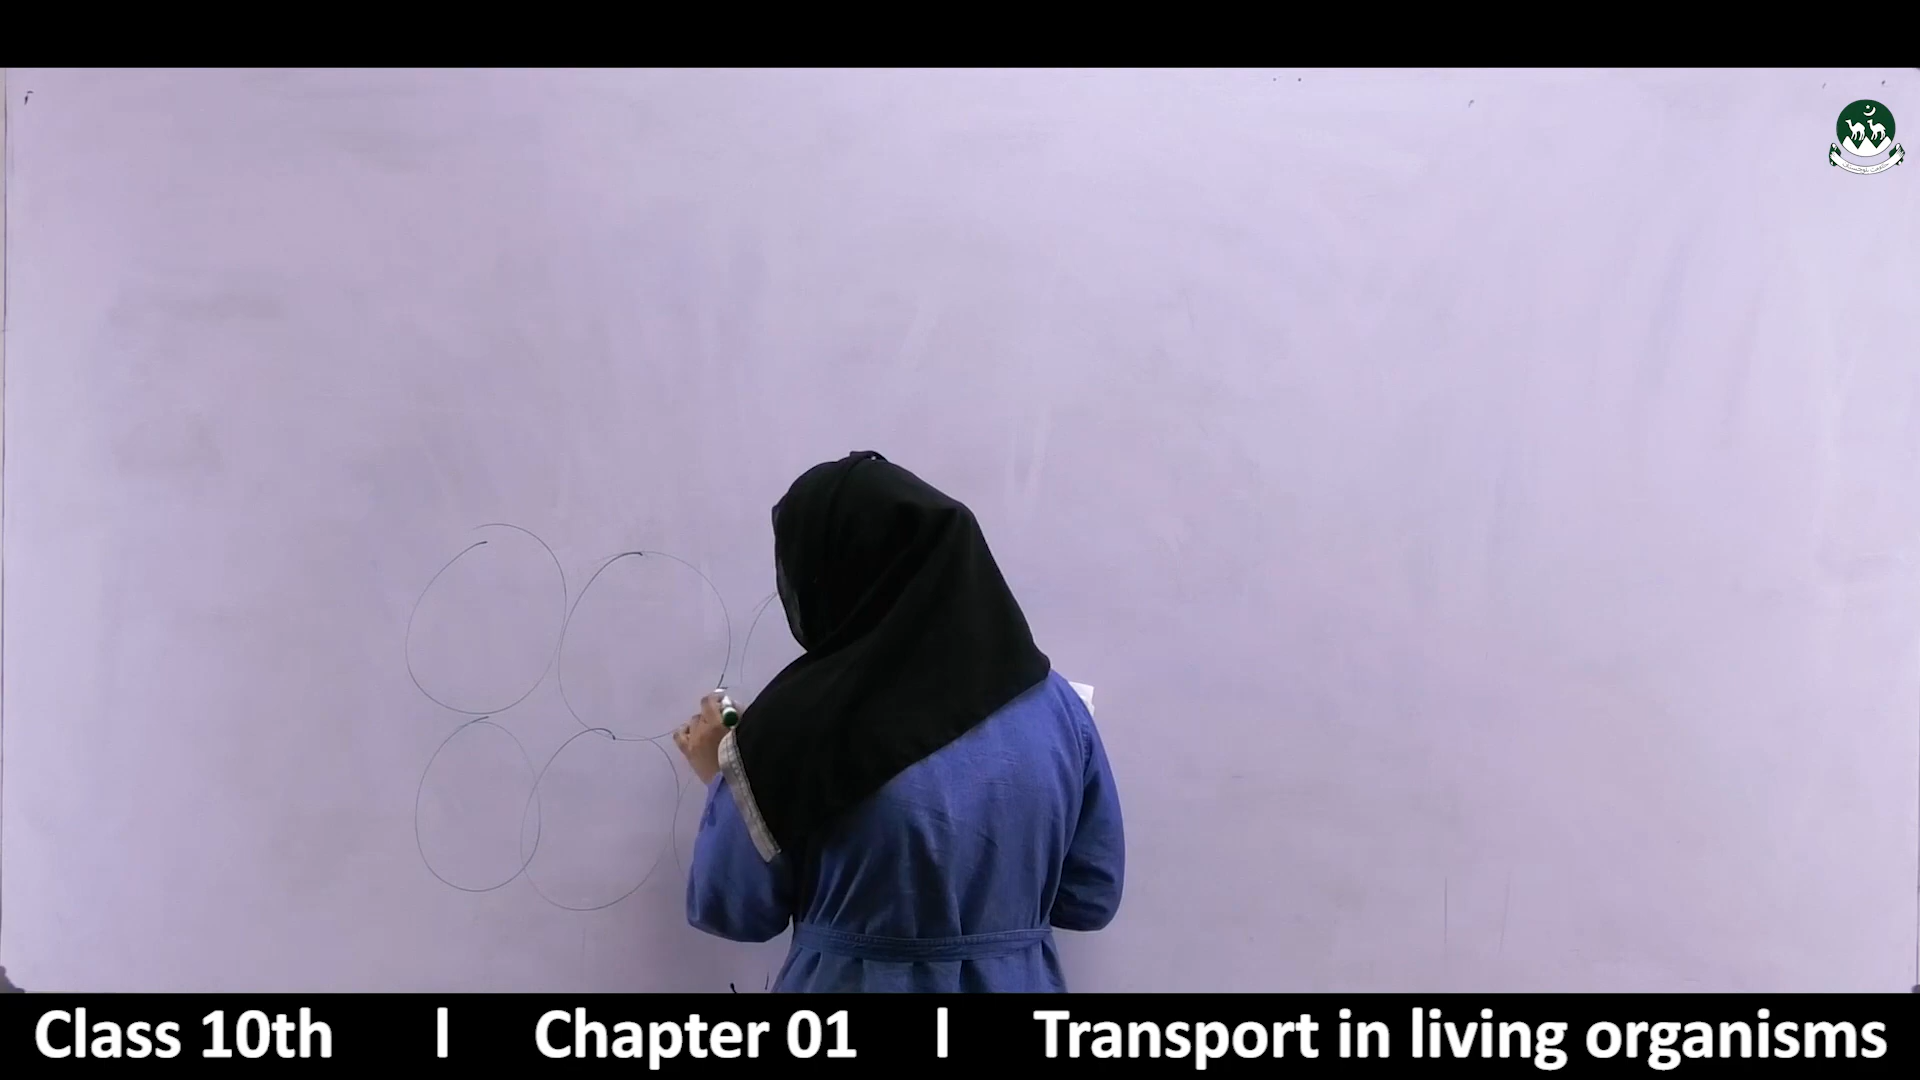 Class 10th l Chapter 01 l Transport in living organisms